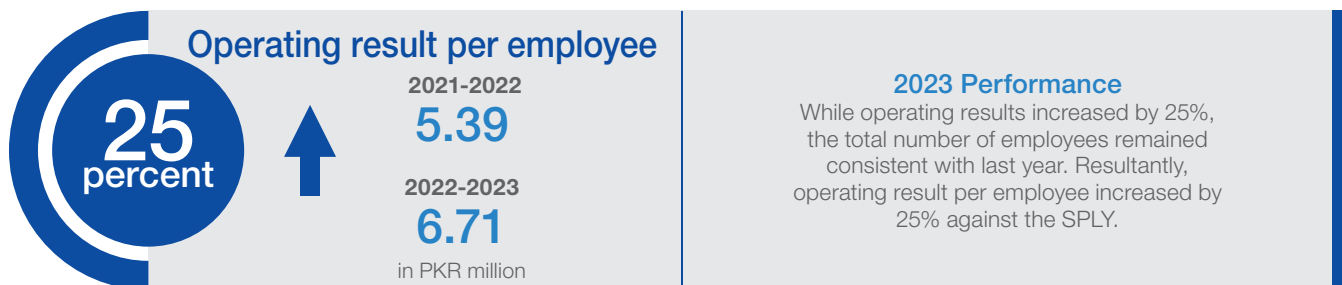 25
percent
Operating result per employee
2021-2022
5.39
2022-2023
6.71
in PKR million
2023 Performance
While operating results increased by 25%,
the total number of employees remained
consistent with last year. Resultantly,
operating result per employee increased by
25% against the SPLY.